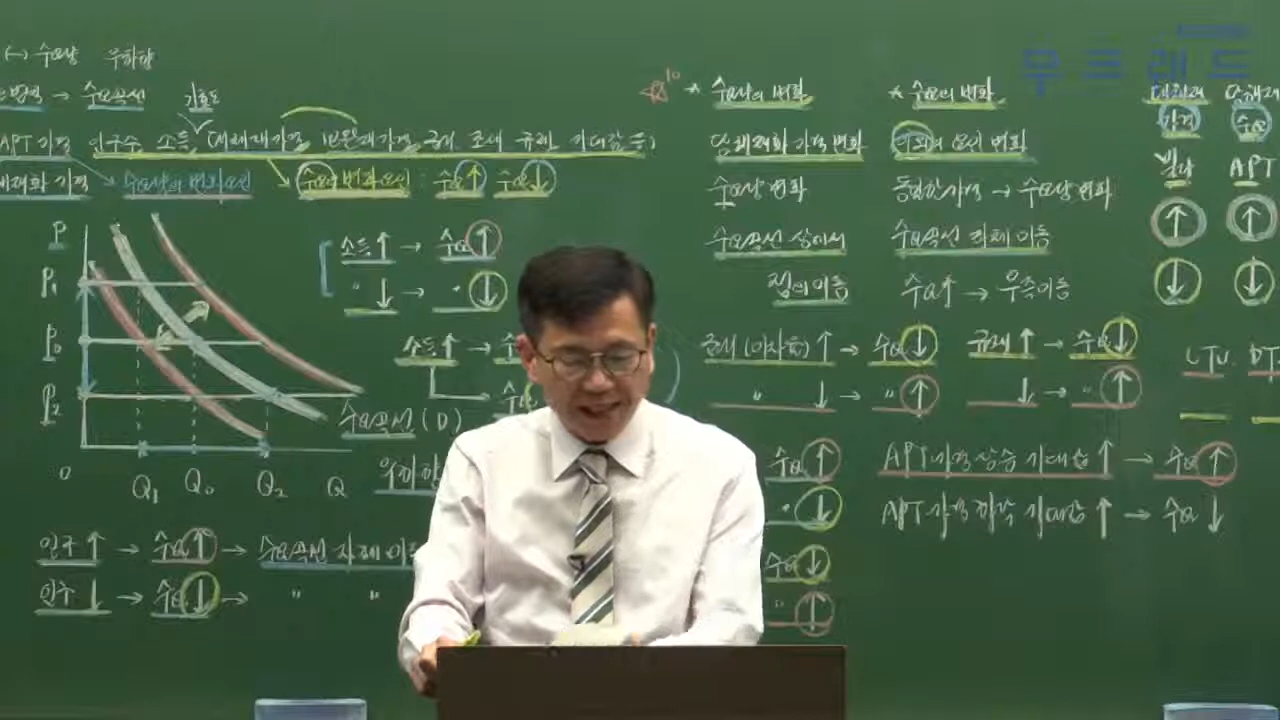 무크랜드
(-) 수요량 우하향
수요법칙 → 수요곡선 기호도
APT 가격 인구수, 소득, (대체재가격, 보완재가격, 금리, 조세, 규제, 기대감 등)
해당재화 가격 → 수요량의 변화요인 수요의 변화요인 : 수요↑ 수요↓
P
P₁
P₀
P₂
0 Q₁ Q₀ Q₂ Q
수요곡선 (D)
소득↑ → 수요↑
" ↓ → " ↓
소득↑ →
인구↑ → 수요↑ → 수요곡선 자체 이동
인구↓ → 수요↓ → " "
* 수요량의 변화
당해재화 가격 변화
수요량 변화
수요곡선 상에서
점의 이동
* 수요의 변화
이외의 요인 변화
동일한가격 → 수요량 변화
수요곡선 자체 이동
수요↑ → 우측이동
금리 (이자율)↑ → 수요↓
" ↓ → " ↑
규제↑ → 수요↓
↓ → " ↑
수요↑
" ↓
수요↓
" ↑
APT 가격 상승 기대감↑ → 수요↑
APT 가격 하락 기대감↑ → 수요↓
대체재 당해재
가격 수요
빌라 APT
↑ ↑
↓ ↓
LTV. DT